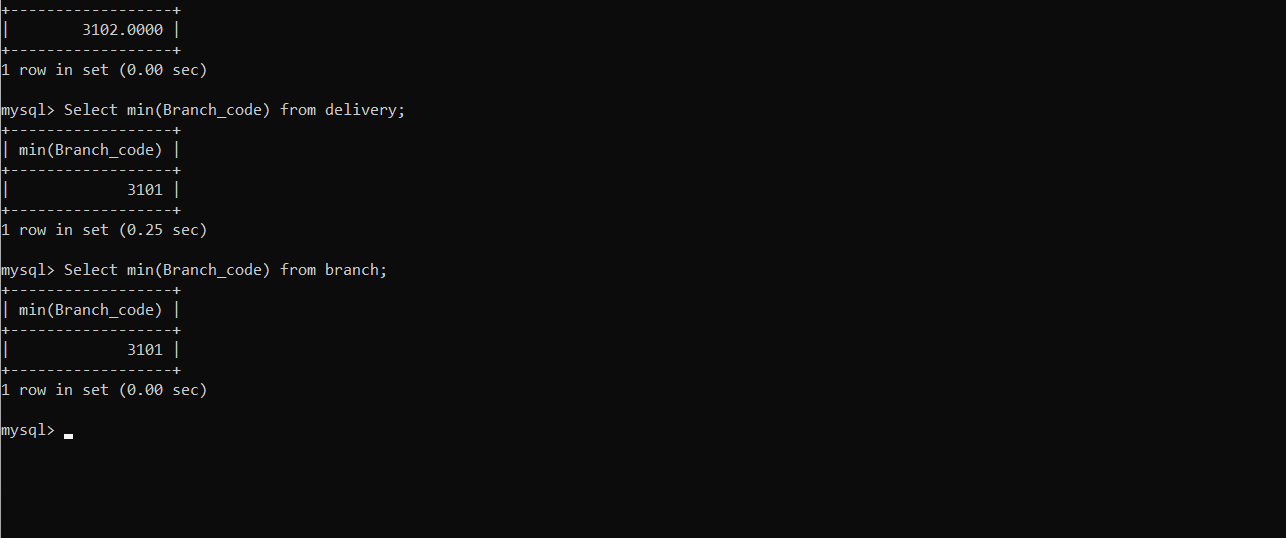 +------------------+
|        3102.0000 |
+------------------+
1 row in set (0.00 sec)
mysql> Select min(Branch_code) from delivery;
+------------------+
| min(Branch_code) |
+------------------+
|             3101 |
+------------------+
1 row in set (0.25 sec)
mysql> Select min(Branch_code) from branch;
+------------------+
| min(Branch_code) |
+------------------+
|             3101 |
+------------------+
1 row in set (0.00 sec)
mysql>